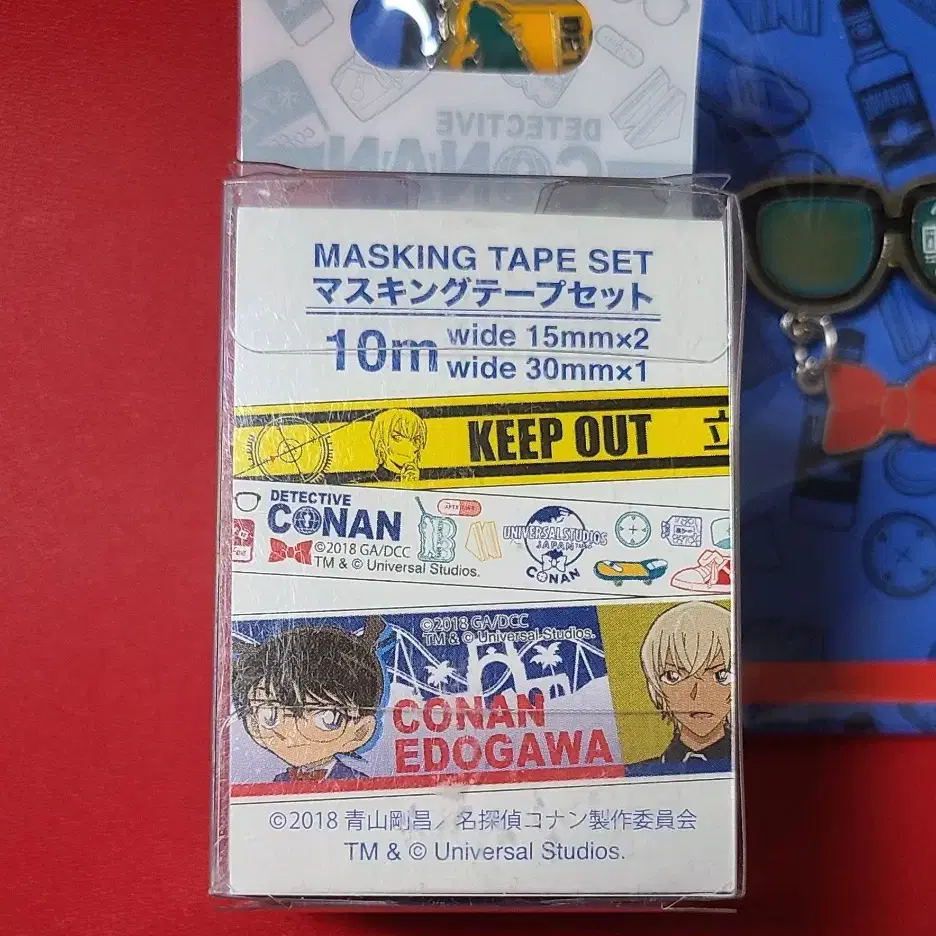 DETECTIVE
CONAN
MASKING TAPE SET
マスキングテープセット
10m wide 15mm×2
wide 30mm×1
KEEP OUT 立
DETECTIVE
CONAN
©2018 GA/DCC
TM & © Universal Studios.
UNIVERSAL STUDIOS
JAPAN
CONAN
©2018 GA/DCC
TM & © Universal Studios.
CONAN
EDOGAWA
©2018 青山剛昌／名探偵コナン製作委員会
TM & © Universal Studios.